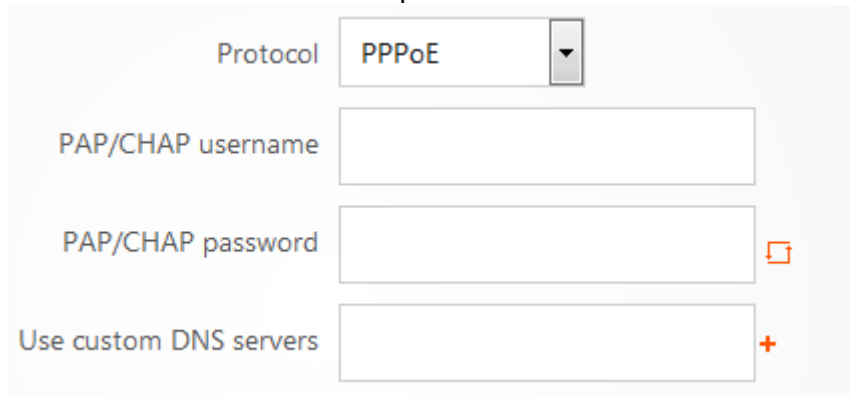 Protocol PPPoE
PAP/CHAP username
PAP/CHAP password
Use custom DNS servers